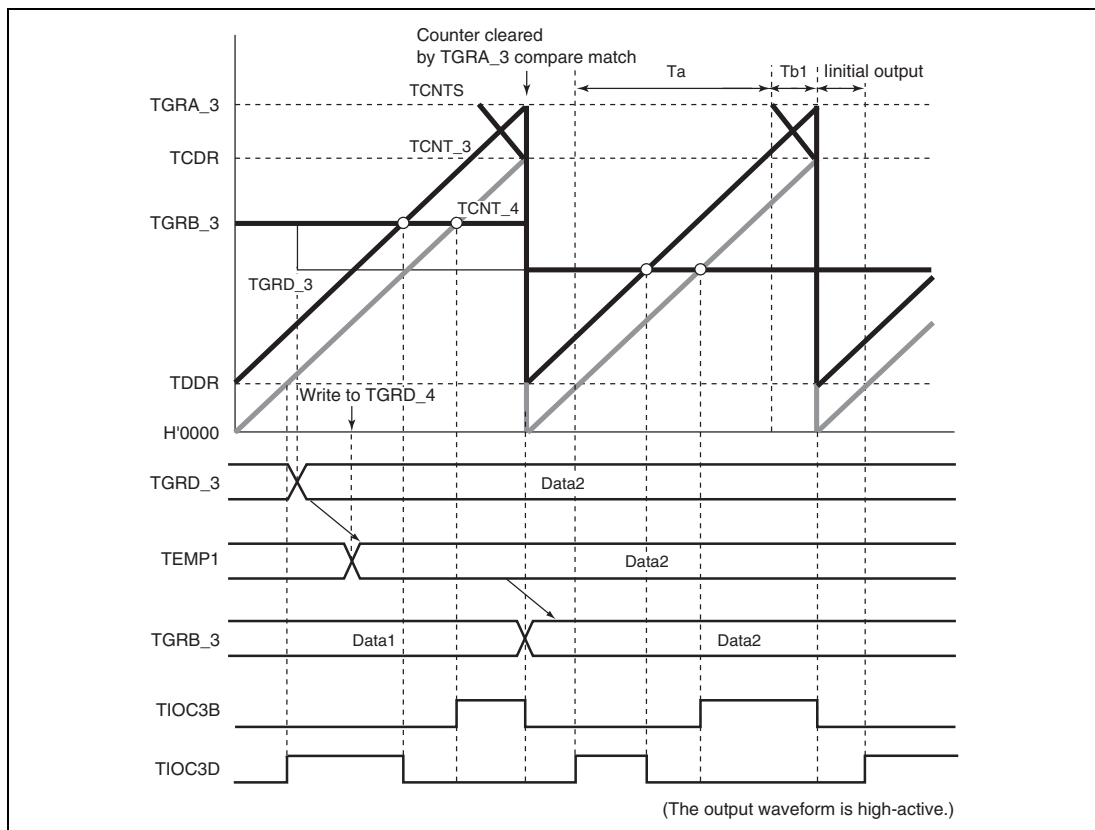 Counter cleared
by TGRA_3 compare match
Ta
Tb1
Iinitial output
TGRA_3
TCNTS
TCNT_3
TCDR
TGRB_3
TCNT_4
TGRD_3
TDDR
Write to TGRD_4
H'0000
TGRD_3
Data2
TEMP1
Data2
TGRB_3
Data1
Data2
TIOC3B
TIOC3D
(The output waveform is high-active.)